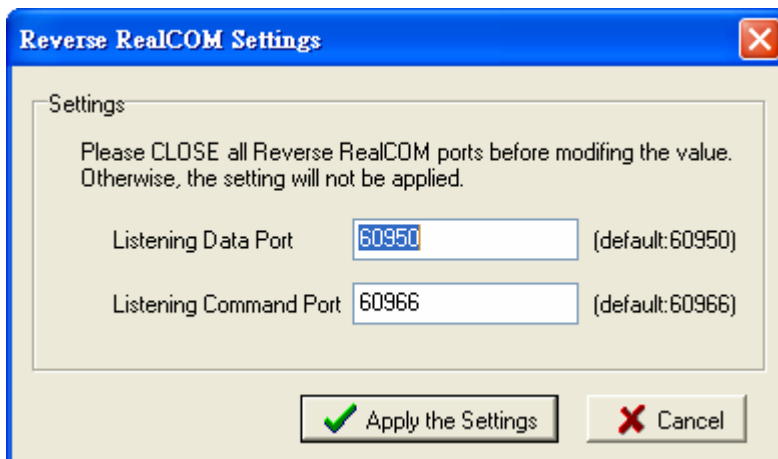 Reverse RealCOM Settings
Settings
Please CLOSE all Reverse RealCOM ports before modifing the value.
Otherwise, the setting will not be applied.
Listening Data Port 60950 (default:60950)
Listening Command Port 60966 (default:60966)
Apply the Settings Cancel